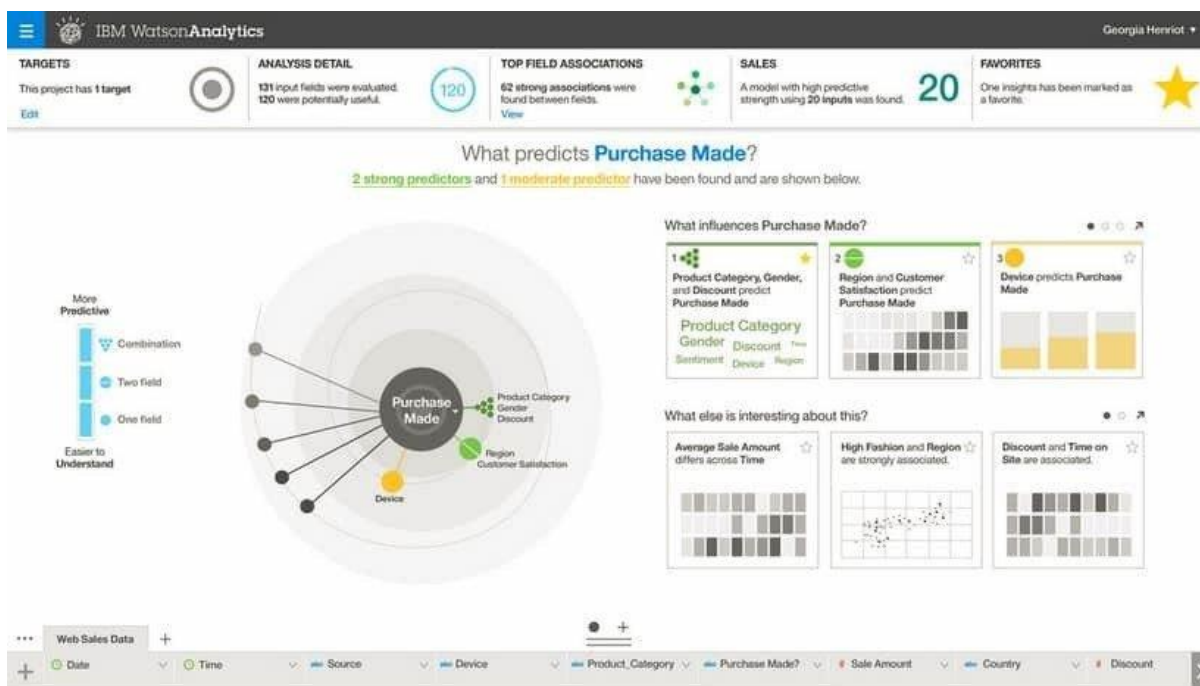 IBM WatsonAnalytics
Georgia Henriot
TARGETS
This project has 1 target
Edit
ANALYSIS DETAIL
131 input fields were evaluated.
120 were potentially useful.
120
TOP FIELD ASSOCIATIONS
62 strong associations were
found between fields.
View
SALES
A model with high predictive
strength using 20 inputs was found.
20
FAVORITES
One insights has been marked as
a favorite.
What predicts Purchase Made?
2 strong predictors and 1 moderate predictor have been found and are shown below.
More
Predictive
Combination
Two field
One field
Easier to
Understand
Purchase
Made
Product Category
Gender
Discount
Region
Customer Satisfaction
Device
What influences Purchase Made?
1
Product Category, Gender,
and Discount predict
Purchase Made
Product Category
Gender Discount Time
Sentiment Device Region
2
Region and Customer
Satisfaction predict
Purchase Made
3
Device predicts Purchase
Made
What else is interesting about this?
Average Sale Amount
differs across Time
High Fashion and Region
are strongly associated.
Discount and Time on
Site are associated.
Web Sales Data
Date
Time
Source
Device
Product_Category
Purchase Made?
Sale Amount
Country
Discount